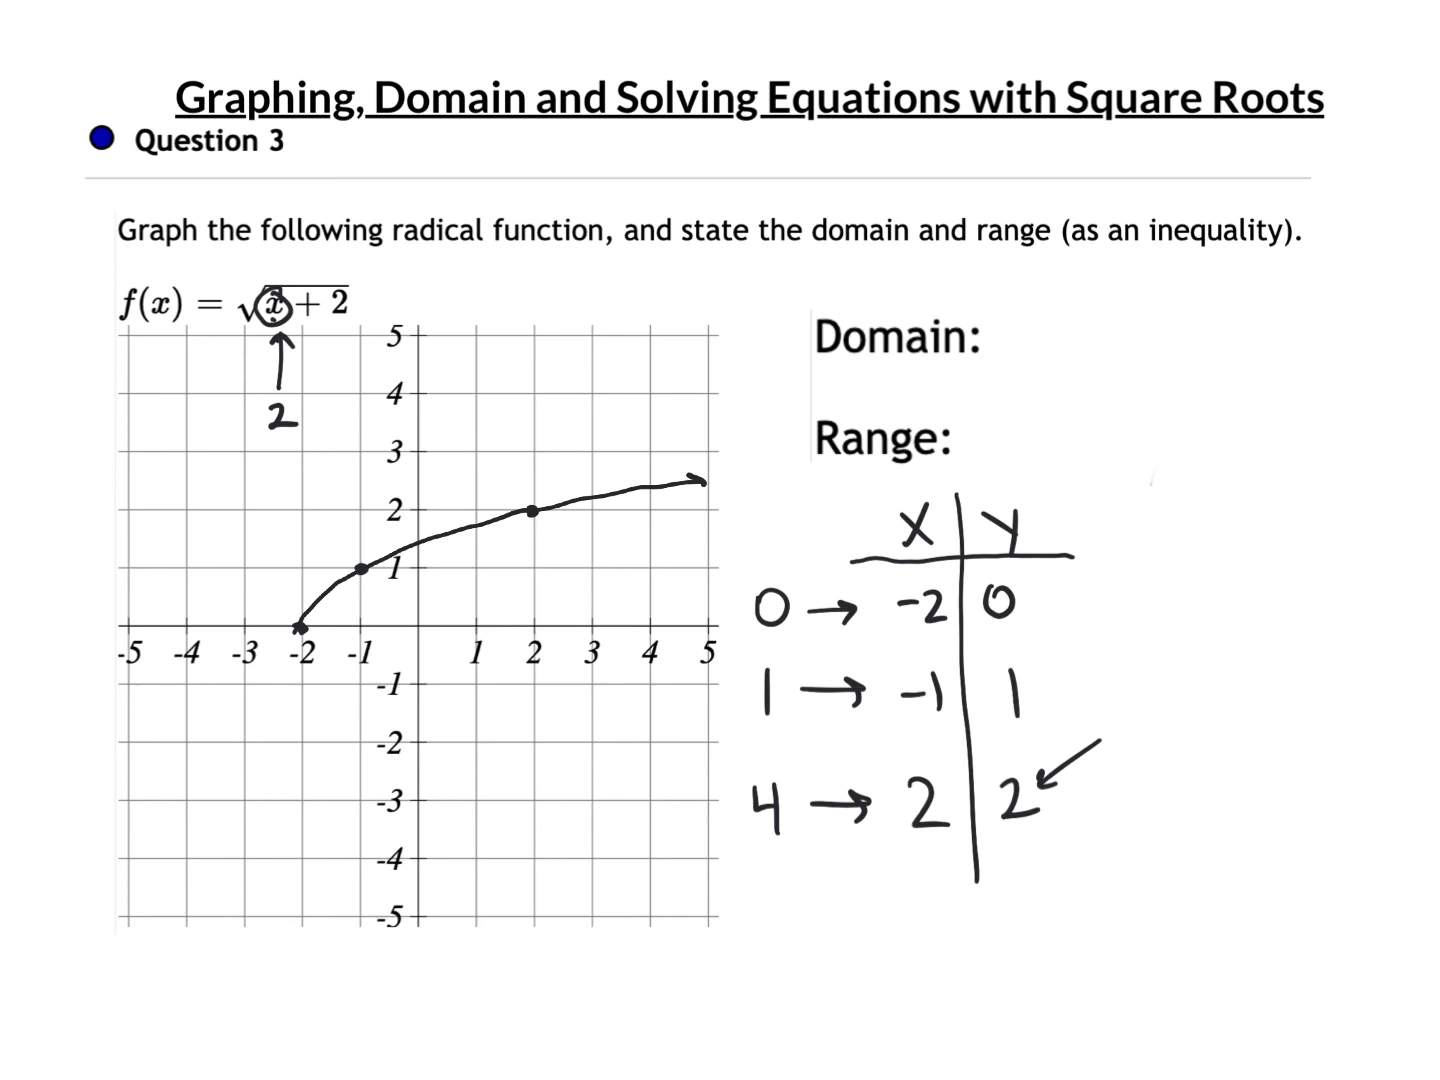 Graphing, Domain and Solving Equations with Square Roots
Question 3
Graph the following radical function, and state the domain and range (as an inequality).
f(x) = √x + 2
2
Domain:
Range:
5
4
3
2
1
-5 -4 -3 -2 -1 1 2 3 4 5
-1
-2
-3
-4
-5
X Y
0 → -2 0
1 → -1 1
4 → 2 2